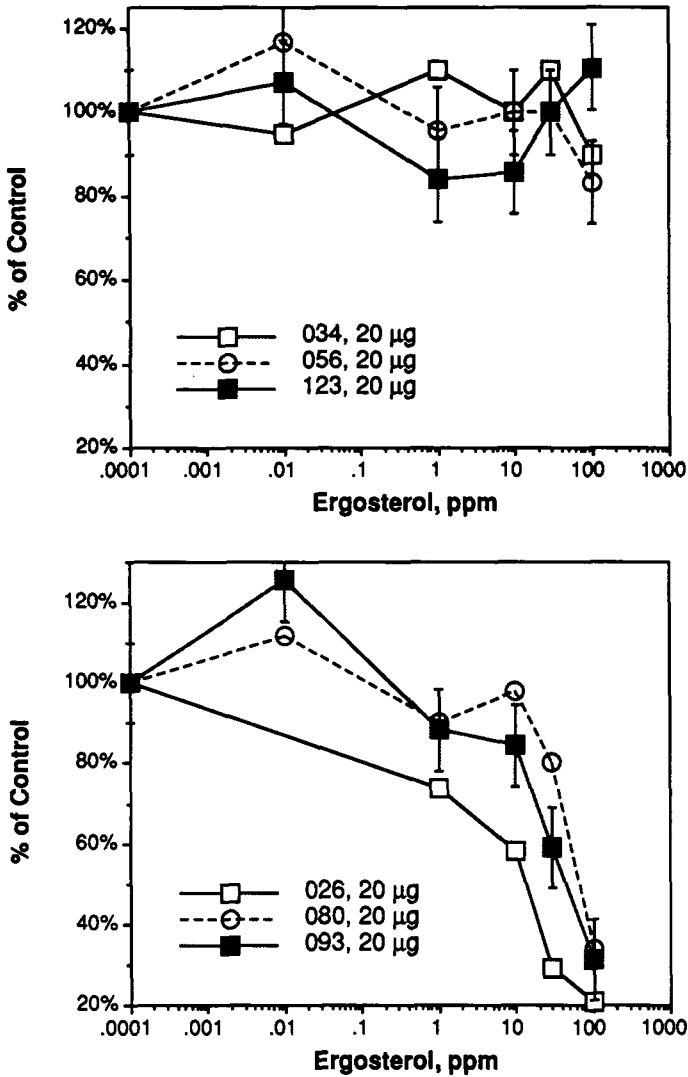 120%
100%
80%
60%
40%
20%
% of Control
034, 20 µg
056, 20 µg
123, 20 µg
.0001 .001 .01 .1 1 10 100 1000
Ergosterol, ppm
120%
100%
80%
60%
40%
20%
% of Control
026, 20 µg
080, 20 µg
093, 20 µg
.0001 .001 .01 .1 1 10 100 1000
Ergosterol, ppm